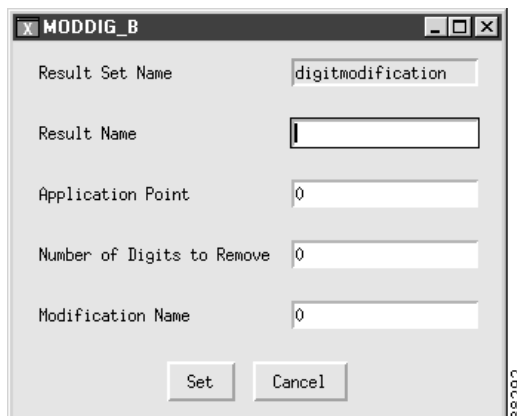 X MODDIG_B
Result Set Name digitmodification
Result Name
Application Point 0
Number of Digits to Remove 0
Modification Name 0
Set Cancel